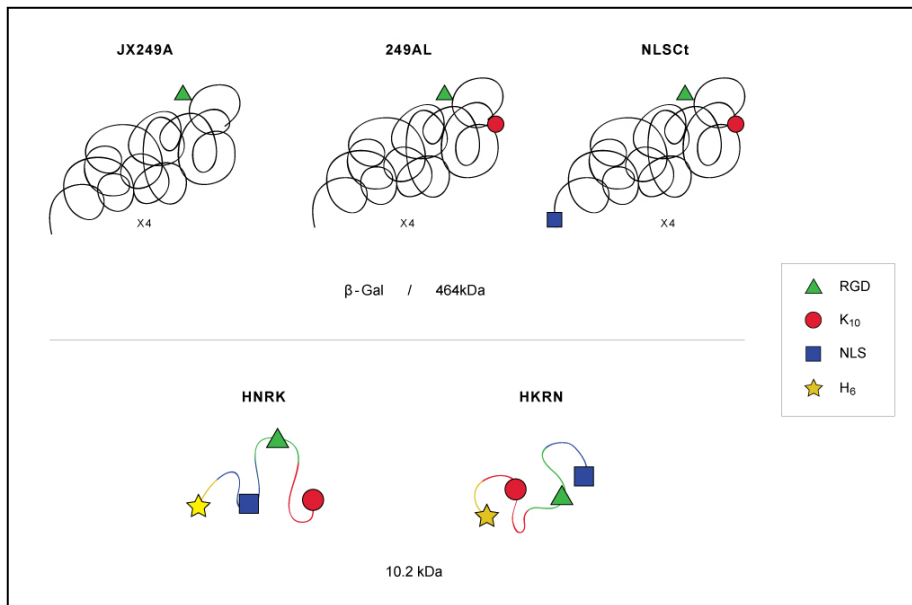 JX249A
249AL
NLSCt
X4
X4
X4
β-Gal / 464kDa
RGD
K₁₀
NLS
H₆
HNRK
HKRN
10.2 kDa